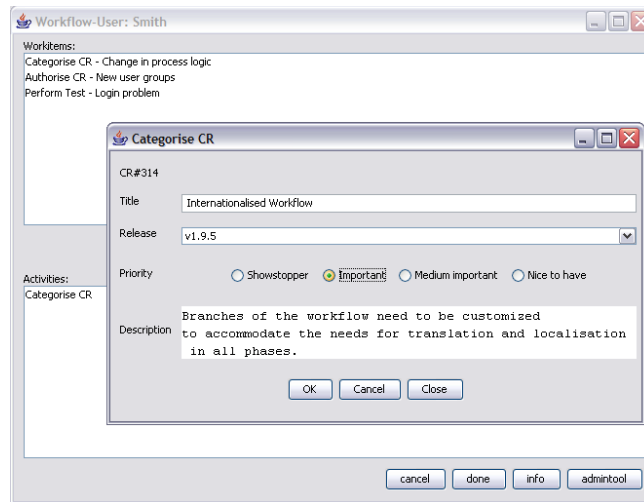 Workflow-User: Smith
Workitems:
Categorise CR - Change in process logic
Authorise CR - New user groups
Perform Test - Login problem
Categorise CR
CR#314
Title Internationalised Workflow
Release v1.9.5
Priority Showstopper Important Medium important Nice to have
Description Branches of the workflow need to be customized
to accommodate the needs for translation and localisation
in all phases.
OK Cancel Close
Activities:
Categorise CR
cancel done info admintool